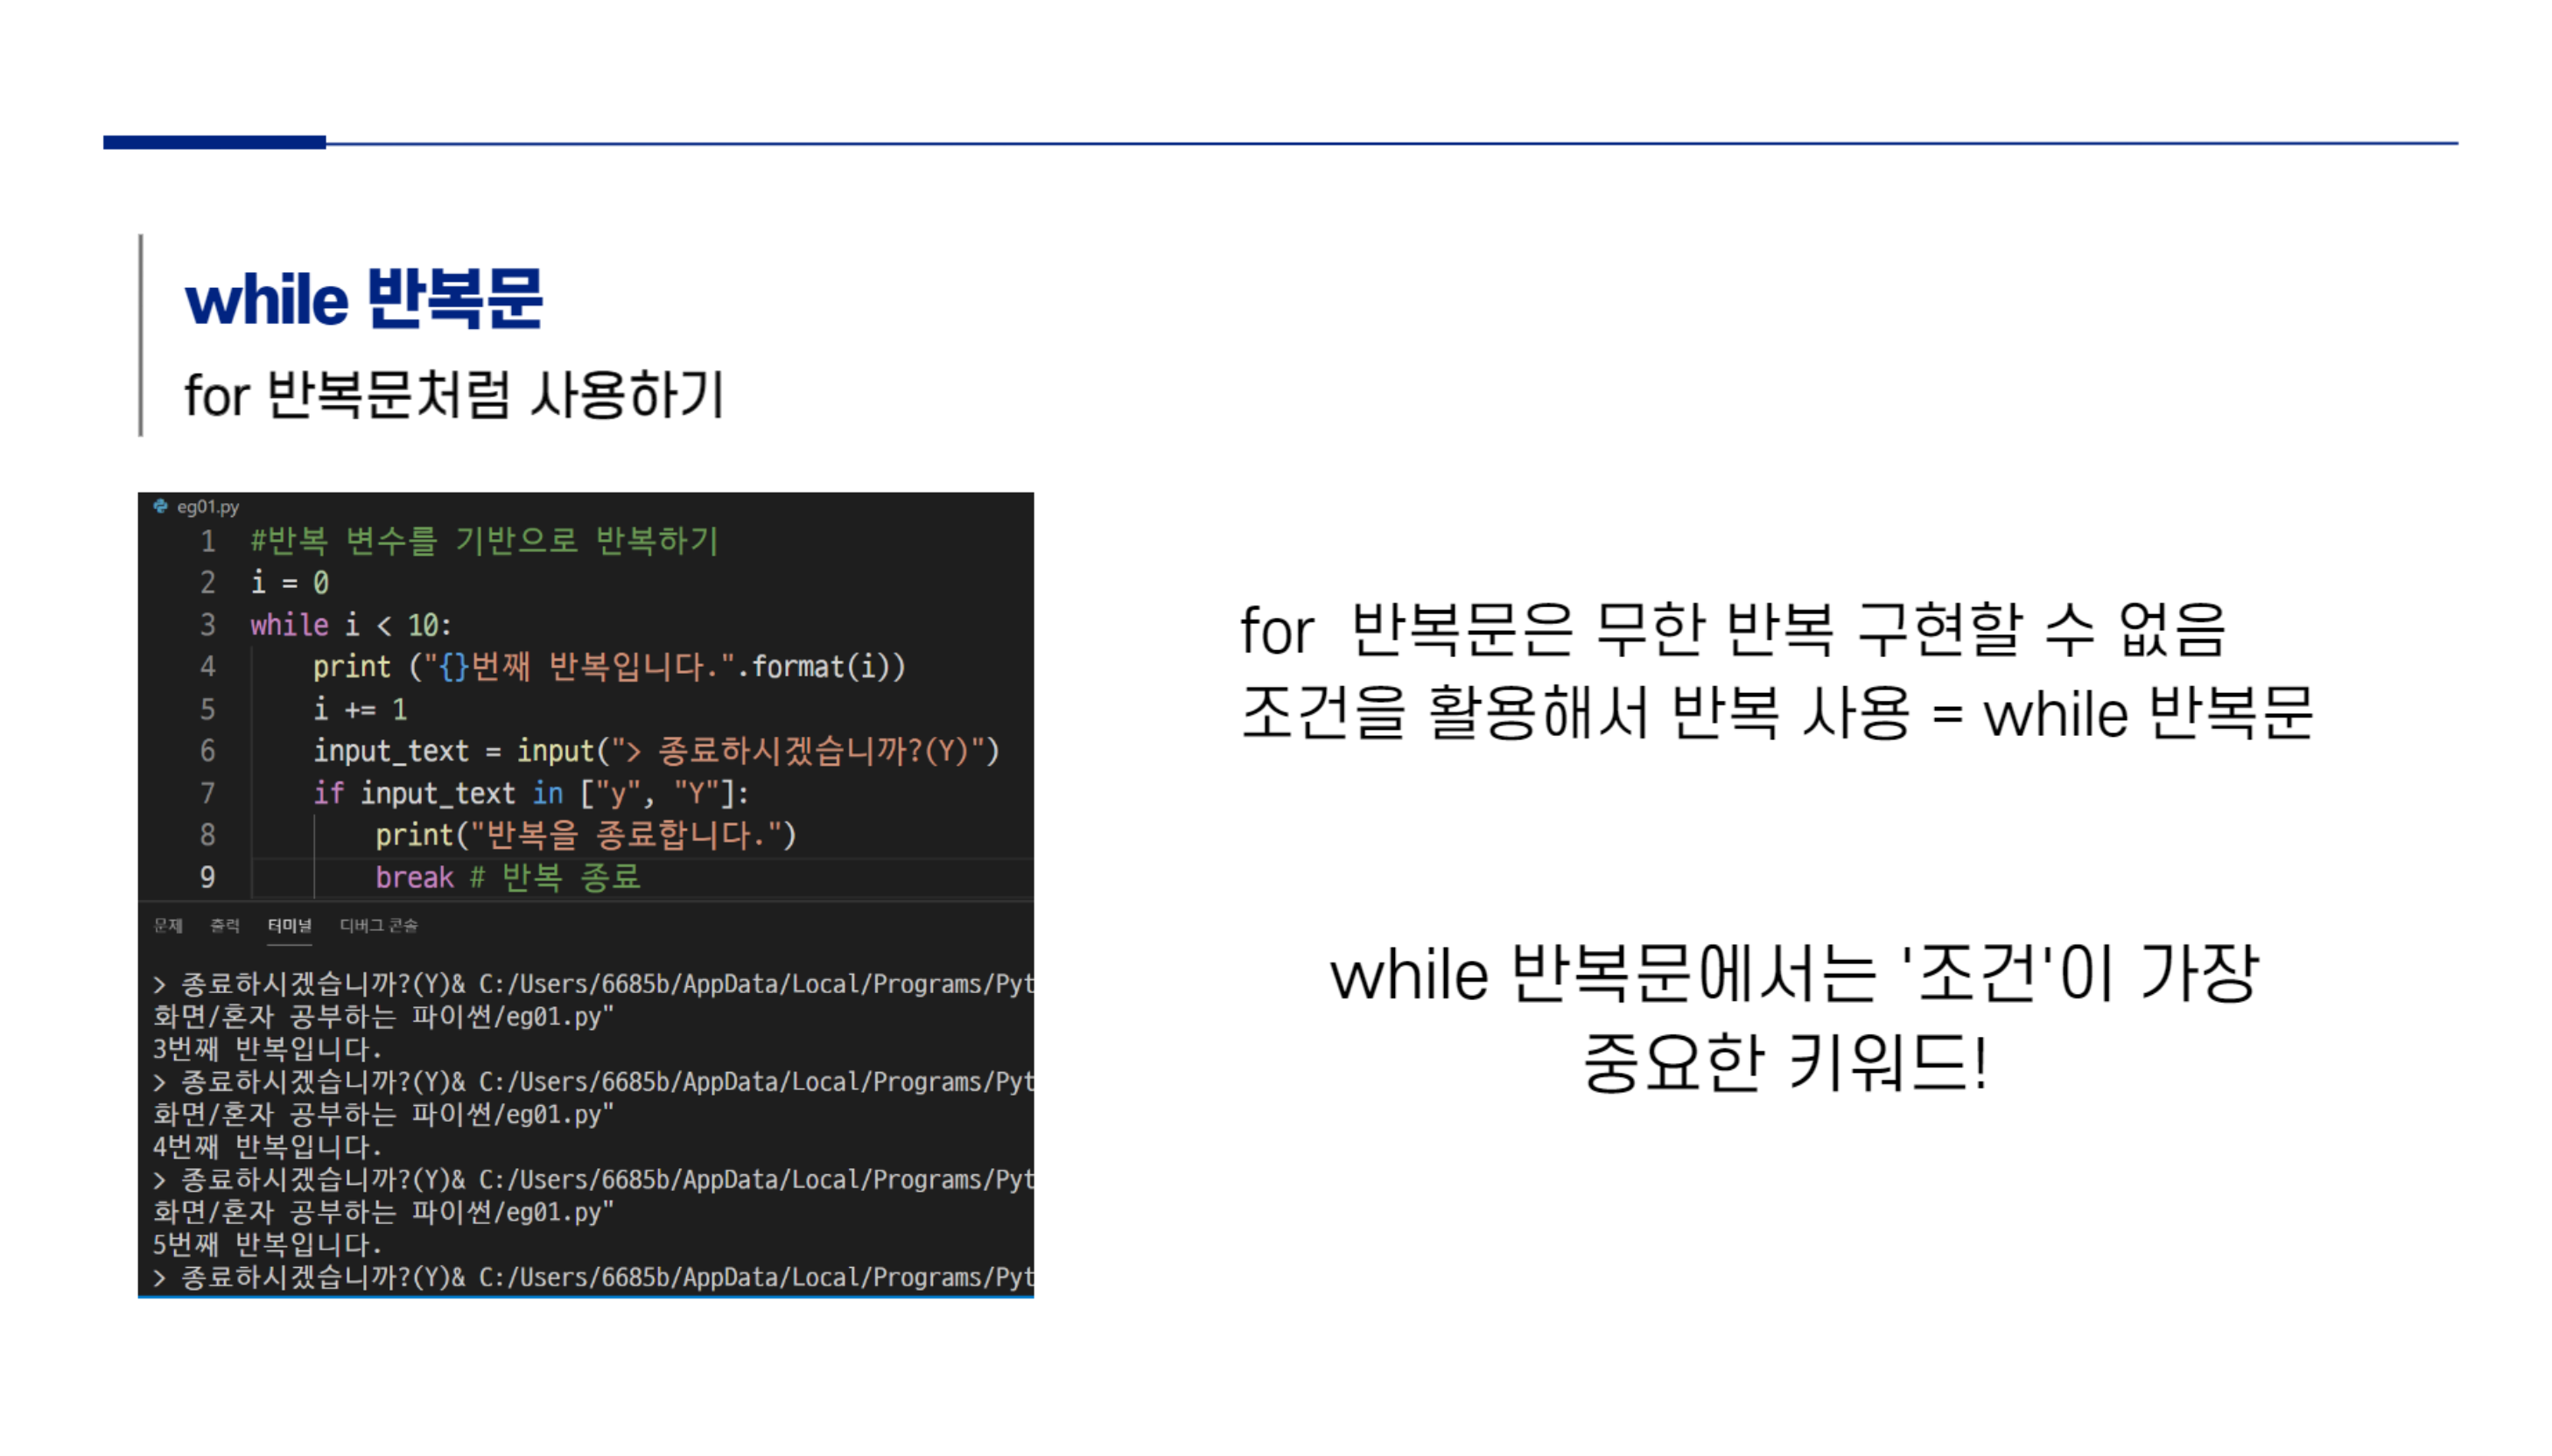 while 반복문
for 반복문처럼 사용하기
eg01.py
1 #반복 변수를 기반으로 반복하기
2 i = 0
3 while i < 10:
4 print ("{}번째 반복입니다.".format(i))
5 i += 1
6 input_text = input("> 종료하시겠습니까?(Y)")
7 if input_text in ["y", "Y"]:
8 print("반복을 종료합니다.")
9 break # 반복 종료
문제 출력 터미널 디버그 콘솔
> 종료하시겠습니까?(Y)& C:/Users/6685b/AppData/Local/Programs/Pyt
화면/혼자 공부하는 파이썬/eg01.py"
3번째 반복입니다.
> 종료하시겠습니까?(Y)& C:/Users/6685b/AppData/Local/Programs/Pyt
화면/혼자 공부하는 파이썬/eg01.py"
4번째 반복입니다.
> 종료하시겠습니까?(Y)& C:/Users/6685b/AppData/Local/Programs/Pyt
화면/혼자 공부하는 파이썬/eg01.py"
5번째 반복입니다.
> 종료하시겠습니까?(Y)& C:/Users/6685b/AppData/Local/Programs/Pyt
for 반복문은 무한 반복 구현할 수 없음
조건을 활용해서 반복 사용 = while 반복문
while 반복문에서는 '조건'이 가장
중요한 키워드!